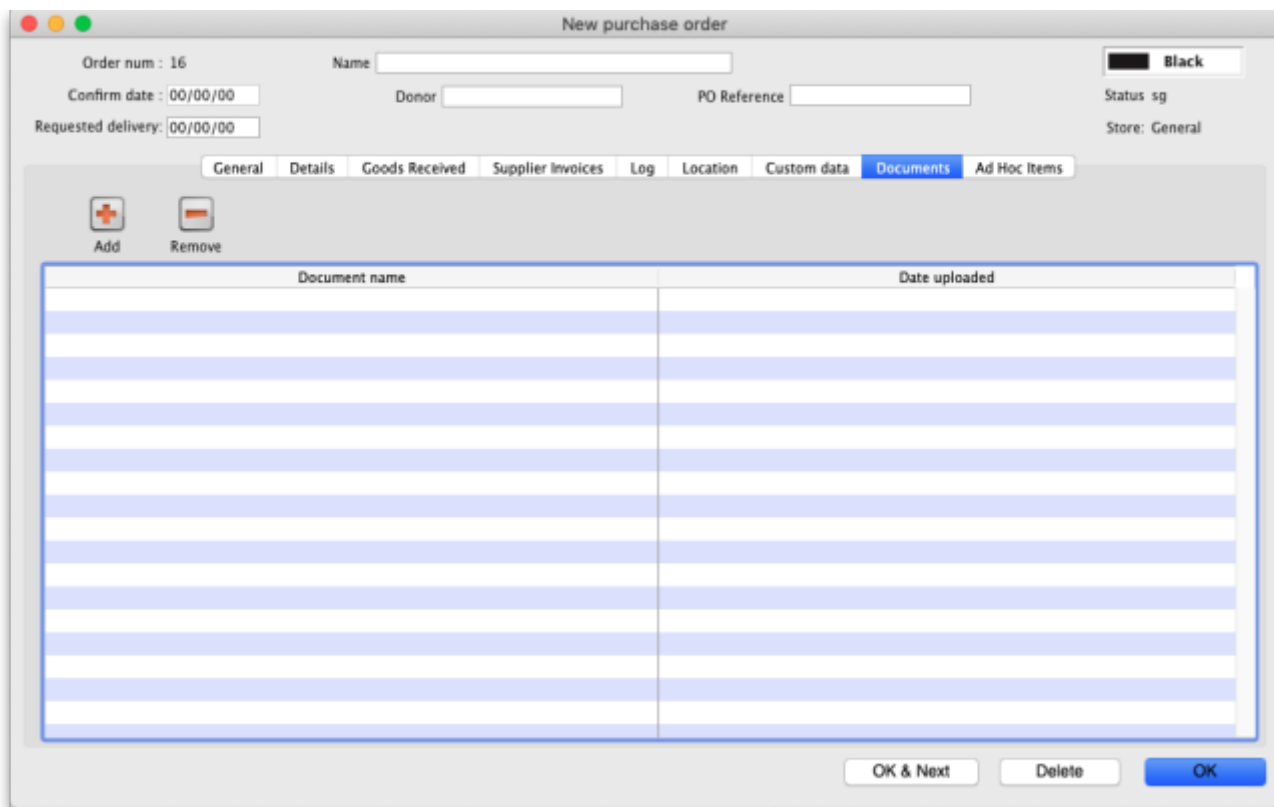 New purchase order
Order num : 16 Name Black
Confirm date : 00/00/00 Donor PO Reference Status sg
Requested delivery: 00/00/00 Store: General
General Details Goods Received Supplier Invoices Log Location Custom data Documents Ad Hoc Items
Add Remove
Document name Date uploaded
OK & Next Delete OK